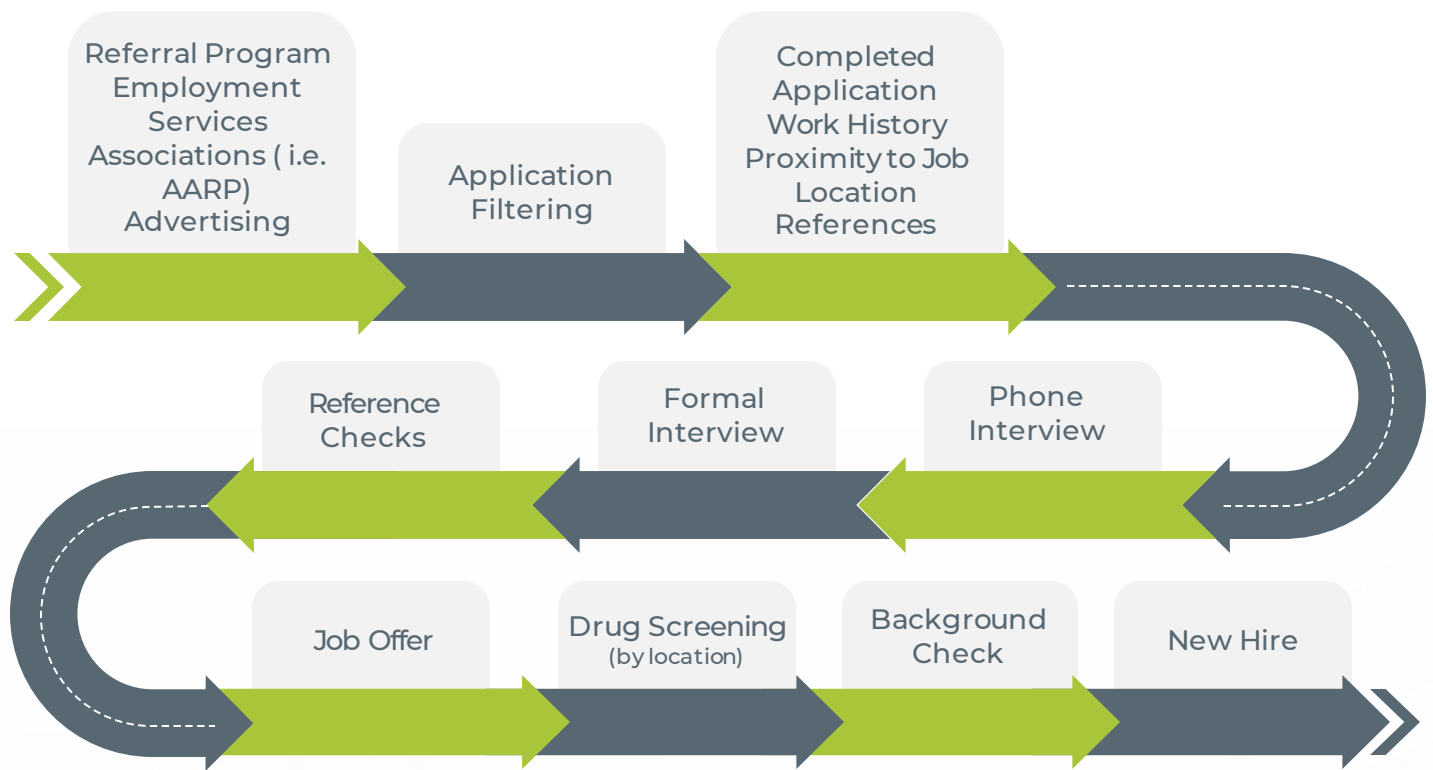 Referral Program
Employment
Services
Associations ( i.e.
AARP)
Advertising
Application
Filtering
Completed
Application
Work History
Proximity to Job
Location
References
Phone
Interview
Formal
Interview
Reference
Checks
Job Offer
Drug Screening
(by location)
Background
Check
New Hire